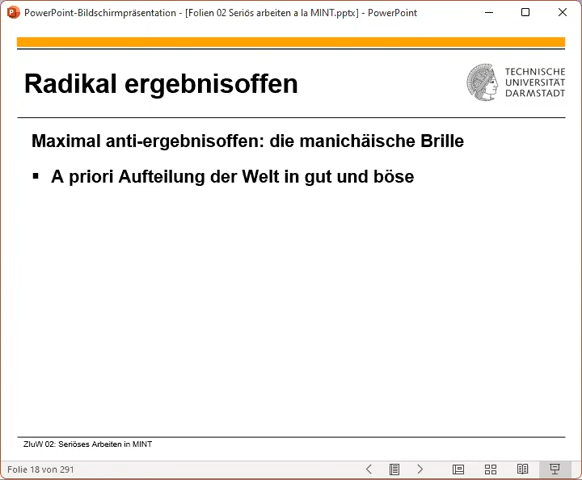 PowerPoint-Bildschirmpräsentation - [Folien 02 Seriös arbeiten a la MINT.pptx] - PowerPoint
Radikal ergebnisoffen
TECHNISCHE
UNIVERSITÄT
DARMSTADT
Maximal anti-ergebnisoffen: die manichäische Brille
▪ A priori Aufteilung der Welt in gut und böse
ZIuW 02: Seriöses Arbeiten in MINT
Folie 18 von 291